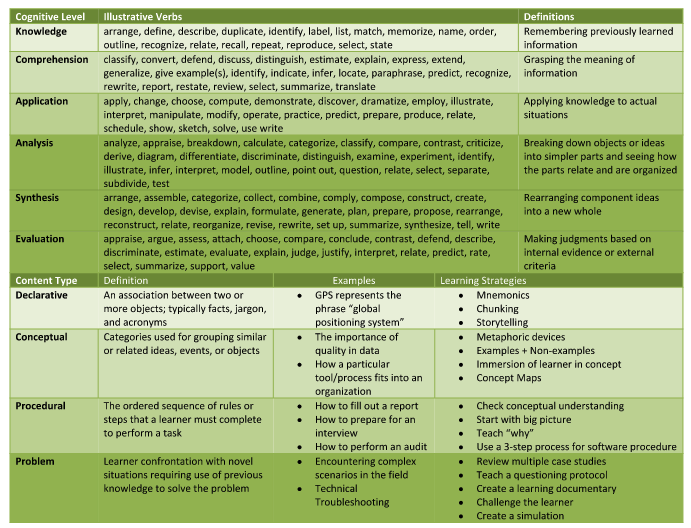 Cognitive Level Illustrative Verbs Definitions
Knowledge arrange, define, describe, duplicate, identify, label, list, match, memorize, name, order, Remembering previously learned
outline, recognize, relate, recall, repeat, reproduce, select, state information
Comprehension classify, convert, defend, discuss, distinguish, estimate, explain, express, extend, Grasping the meaning of
generalize, give example(s), identify, indicate, infer, locate, paraphrase, predict, recognize, information
rewrite, report, restate, review, select, summarize, translate
Application apply, change, choose, compute, demonstrate, discover, dramatize, employ, illustrate, Applying knowledge to actual
interpret, manipulate, modify, operate, practice, predict, prepare, produce, relate, situations
schedule, show, sketch, solve, use write
Analysis analyze, appraise, breakdown, calculate, categorize, classify, compare, contrast, criticize, Breaking down objects or ideas
derive, diagram, differentiate, discriminate, distinguish, examine, experiment, identify, into simpler parts and seeing how
illustrate, infer, interpret, model, outline, point out, question, relate, select, separate, the parts relate and are organized
subdivide, test
Synthesis arrange, assemble, categorize, collect, combine, comply, compose, construct, create, Rearranging component ideas
design, develop, devise, explain, formulate, generate, plan, prepare, propose, rearrange, into a new whole
reconstruct, relate, reorganize, revise, rewrite, set up, summarize, synthesize, tell, write
Evaluation appraise, argue, assess, attach, choose, compare, conclude, contrast, defend, describe, Making judgments based on
discriminate, estimate, evaluate, explain, judge, justify, interpret, relate, predict, rate, internal evidence or external
select, summarize, support, value criteria
Content Type Definition Examples Learning Strategies
Declarative An association between two or • GPS represents the • Mnemonics
more objects; typically facts, jargon, phrase “global • Chunking
and acronyms positioning system” • Storytelling
Conceptual Categories used for grouping similar • The importance of • Metaphoric devices
or related ideas, events, or objects quality in data • Examples + Non-examples
• How a particular • Immersion of learner in concept
tool/process fits into an • Concept Maps
organization
Procedural The ordered sequence of rules or • How to fill out a report • Check conceptual understanding
steps that a learner must complete • How to prepare for an • Start with big picture
to perform a task interview • Teach “why”
• How to perform an audit • Use a 3-step process for software procedure
Problem Learner confrontation with novel • Encountering complex • Review multiple case studies
situations requiring use of previous scenarios in the field • Teach a questioning protocol
knowledge to solve the problem • Technical • Create a learning documentary
Troubleshooting • Challenge the learner
• Create a simulation